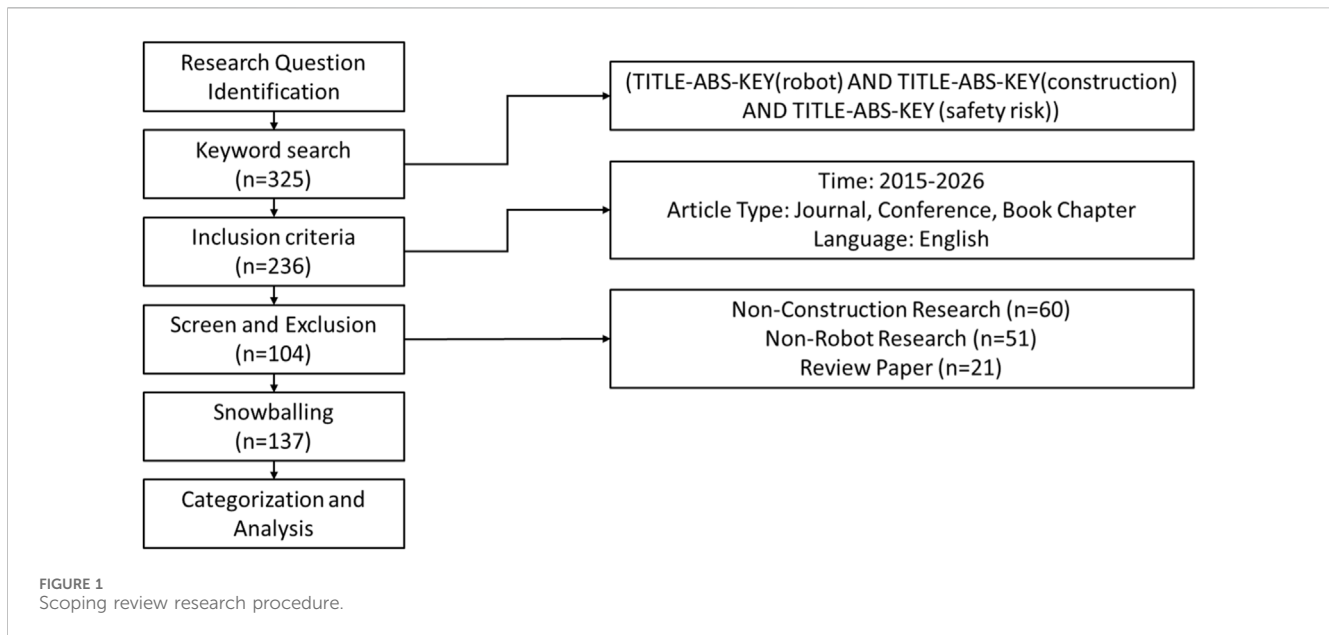 Research Question
Identification
Keyword search
(n=325)
Inclusion criteria
(n=236)
Screen and Exclusion
(n=104)
Snowballing
(n=137)
Categorization and
Analysis
(TITLE-ABS-KEY(robot) AND TITLE-ABS-KEY(construction)
AND TITLE-ABS-KEY (safety risk))
Time: 2015-2026
Article Type: Journal, Conference, Book Chapter
Language: English
Non-Construction Research (n=60)
Non-Robot Research (n=51)
Review Paper (n=21)
FIGURE 1
Scoping review research procedure.